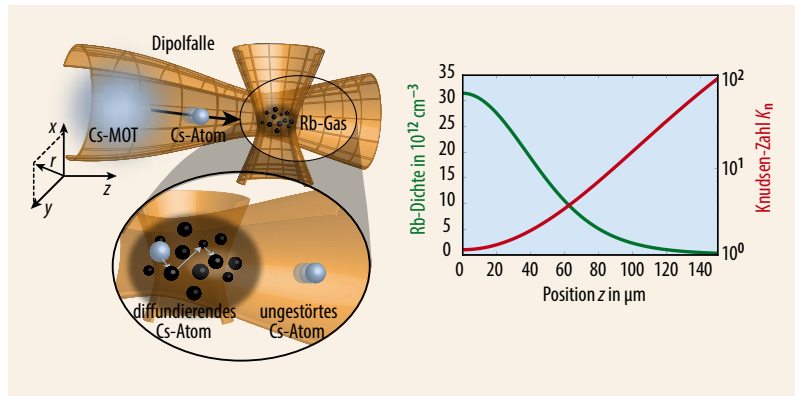 Dipolfalle
Cs-MOT
Cs-Atom
Rb-Gas
x
r
z
y
diffundierendes
Cs-Atom
ungestörtes
Cs-Atom
Rb-Dichte in 10¹² cm⁻³
35
30
25
20
15
10
5
0
0 20 40 60 80 100 120 140
Position z in µm
10²
10¹
10⁰
Knudsen-Zahl Kₙ